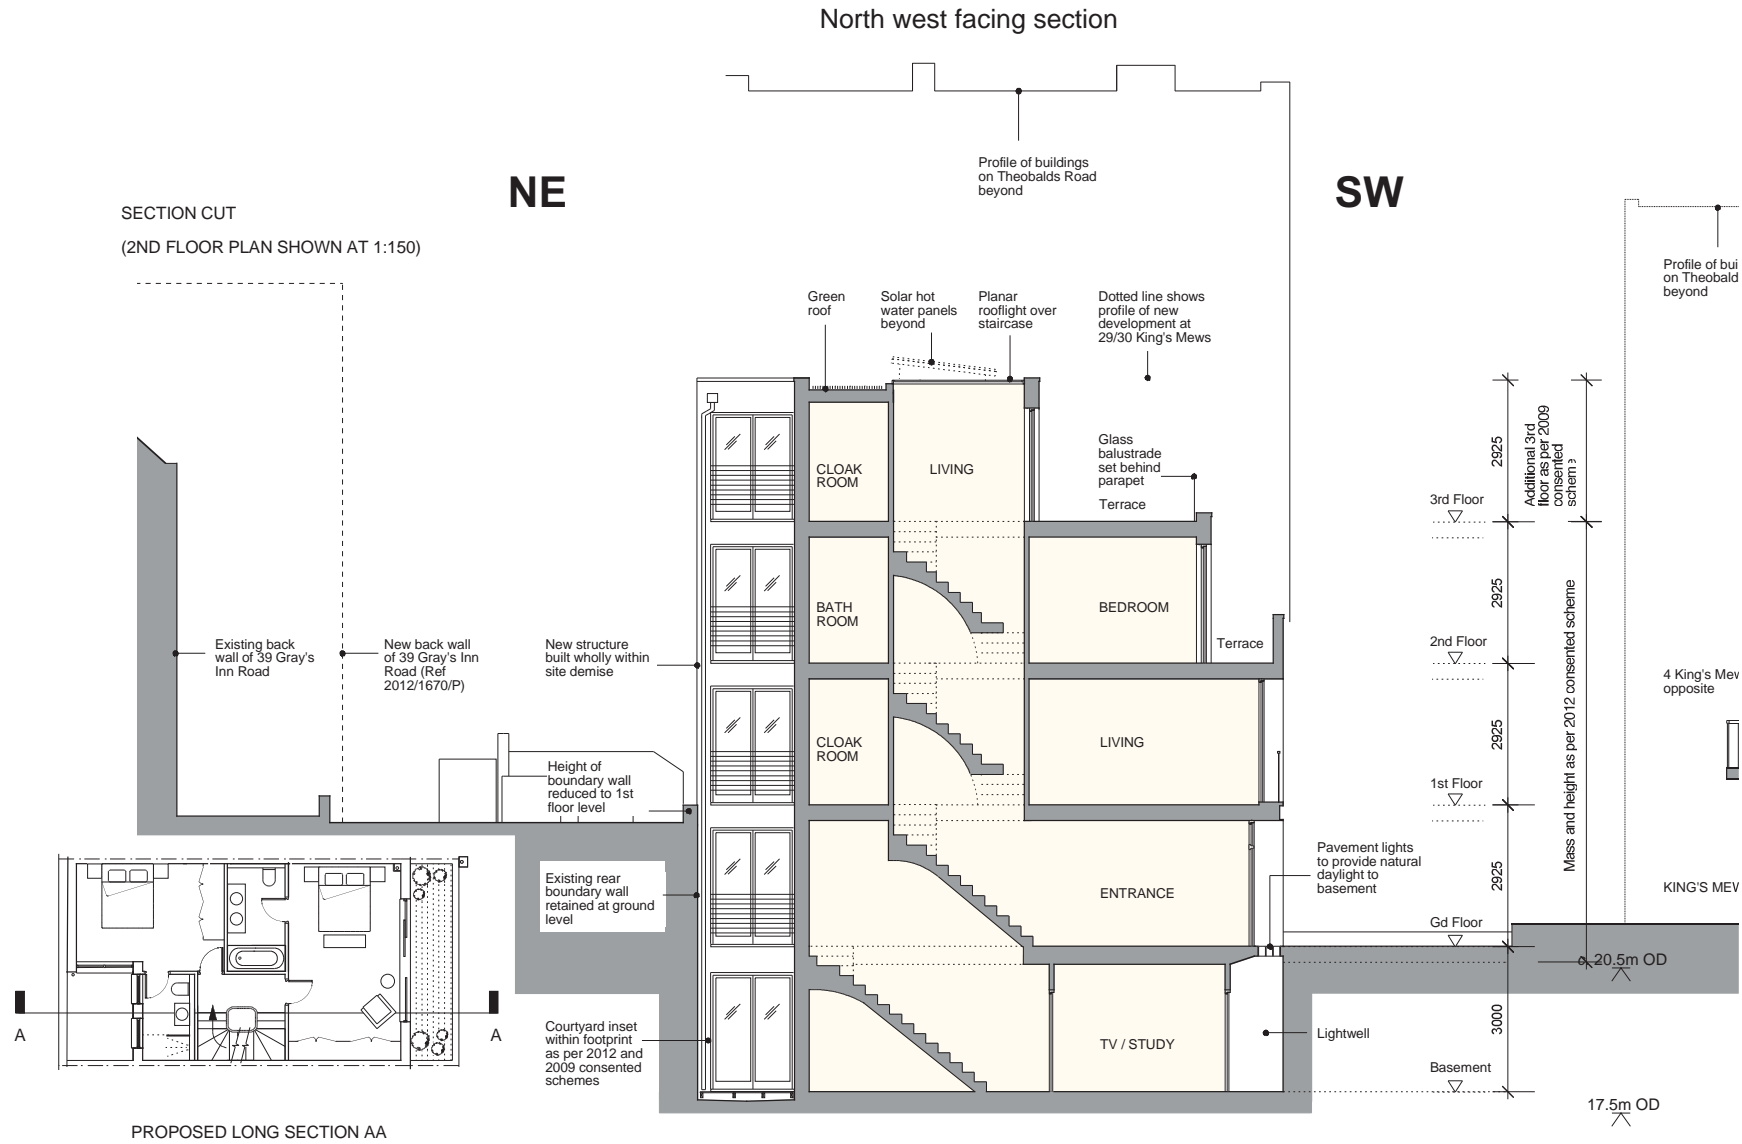 North west facing section
Profile of buildings
on Theobalds Road
beyond
NE
SW
SECTION CUT
(2ND FLOOR PLAN SHOWN AT 1:150)
Profile of bui
on Theobald
beyond
Green
roof
Solar hot
water panels
beyond
Planar
rooflight over
staircase
Dotted line shows
profile of new
development at
29/30 King's Mews
Glass
balustrade
set behind
parapet
Terrace
CLOAK
ROOM
LIVING
2925
Additional 3rd
floor as per 2009
consented
scheme
3rd Floor
BATH
ROOM
BEDROOM
Terrace
2925
2nd Floor
Existing back
wall of 39 Gray's
Inn Road
New back wall
of 39 Gray's Inn
Road (Ref
2012/1670/P)
New structure
built wholly within
site demise
4 King's Mew
opposite
CLOAK
ROOM
LIVING
2925
1st Floor
Mass and height as per 2012 consented scheme
Height of
boundary wall
reduced to 1st
floor level
Pavement lights
to provide natural
daylight to
basement
Existing rear
boundary wall
retained at ground
level
ENTRANCE
2925
KING'S MEW
Gd Floor
20.5m OD
Courtyard inset
within footprint
as per 2012 and
2009 consented
schemes
TV / STUDY
Lightwell
3000
Basement
17.5m OD
A
A
PROPOSED LONG SECTION AA